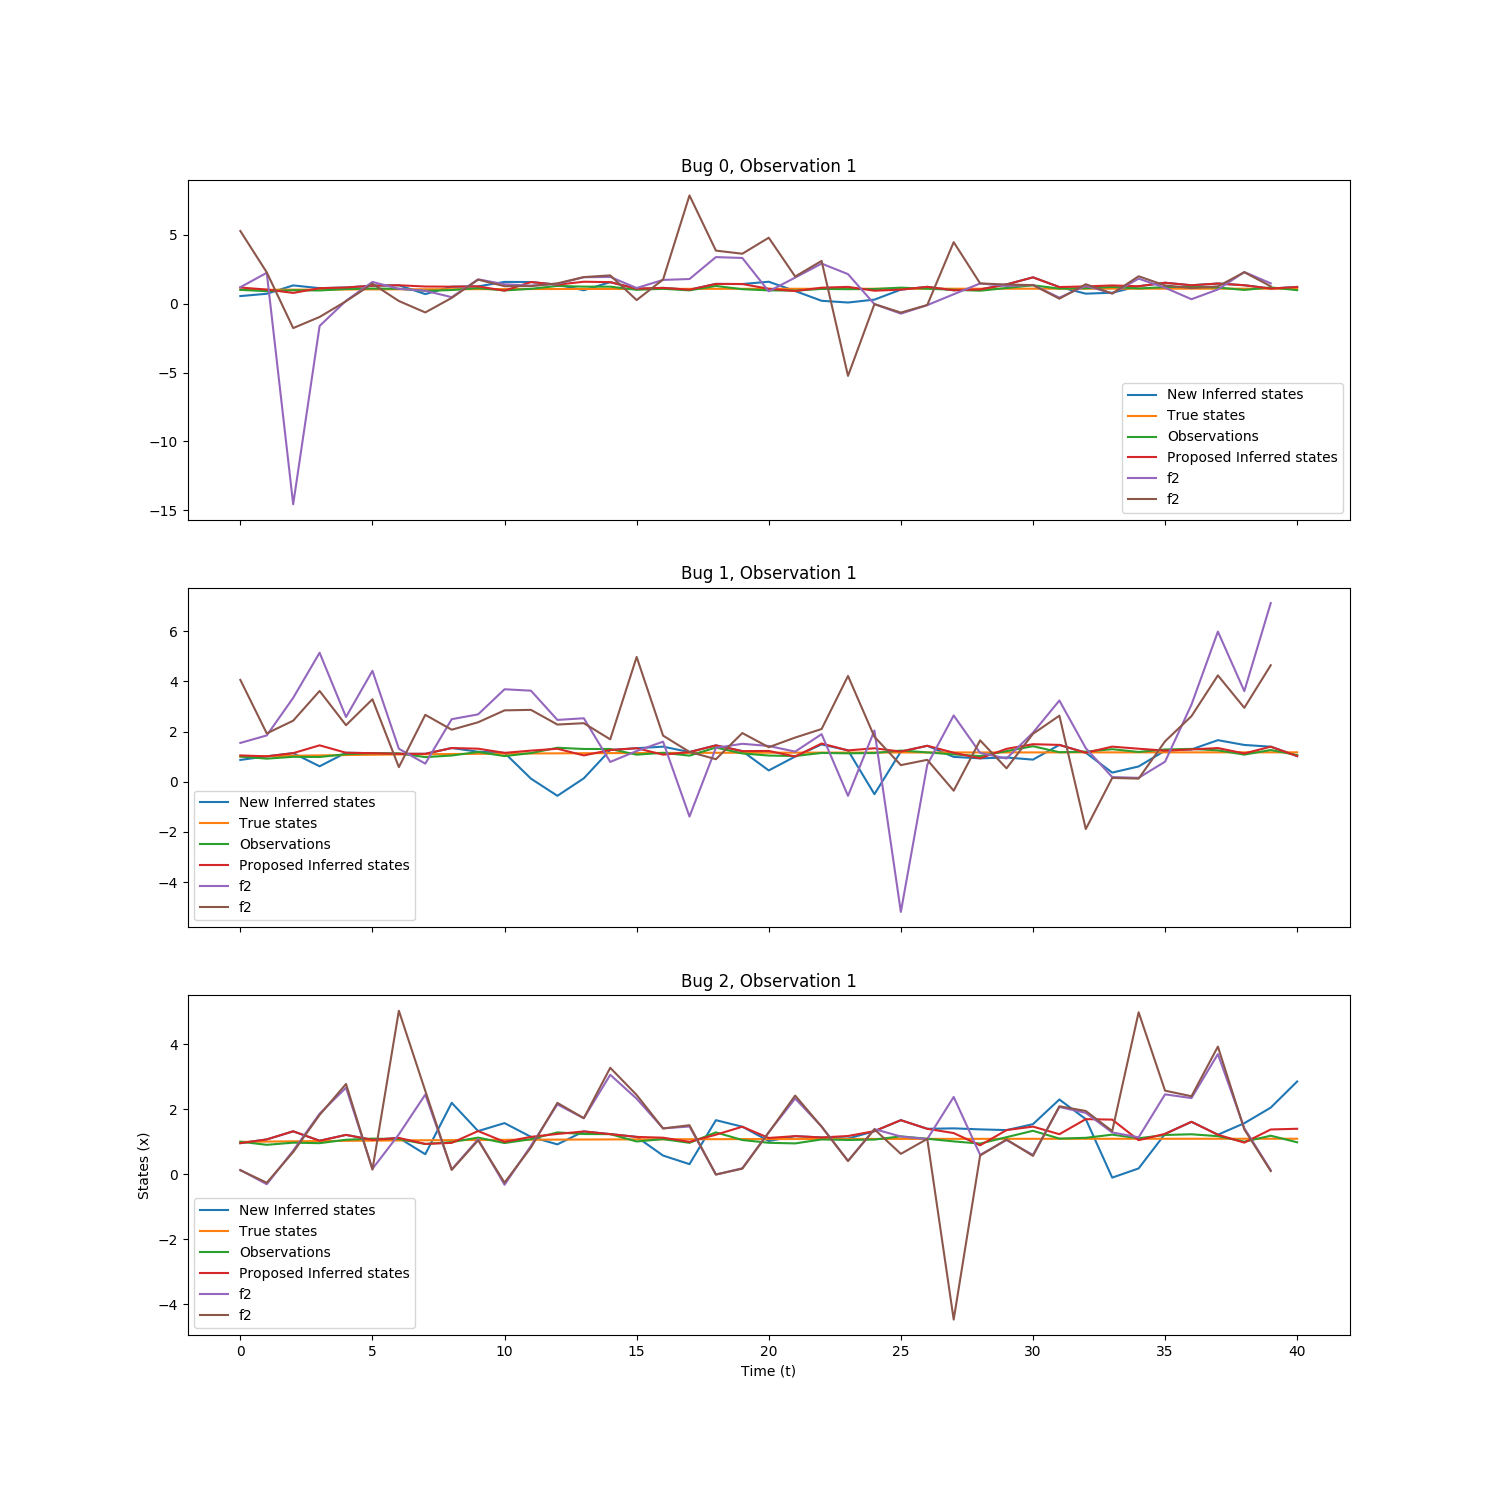 Bug 0, Observation 1
5
0
−5
−10
−15
New Inferred states
True states
Observations
Proposed Inferred states
f2
f2
Bug 1, Observation 1
6
4
2
0
−2
−4
New Inferred states
True states
Observations
Proposed Inferred states
f2
f2
Bug 2, Observation 1
States (x)
4
2
0
−2
−4
New Inferred states
True states
Observations
Proposed Inferred states
f2
f2
0 5 10 15 20 25 30 35 40
Time (t)